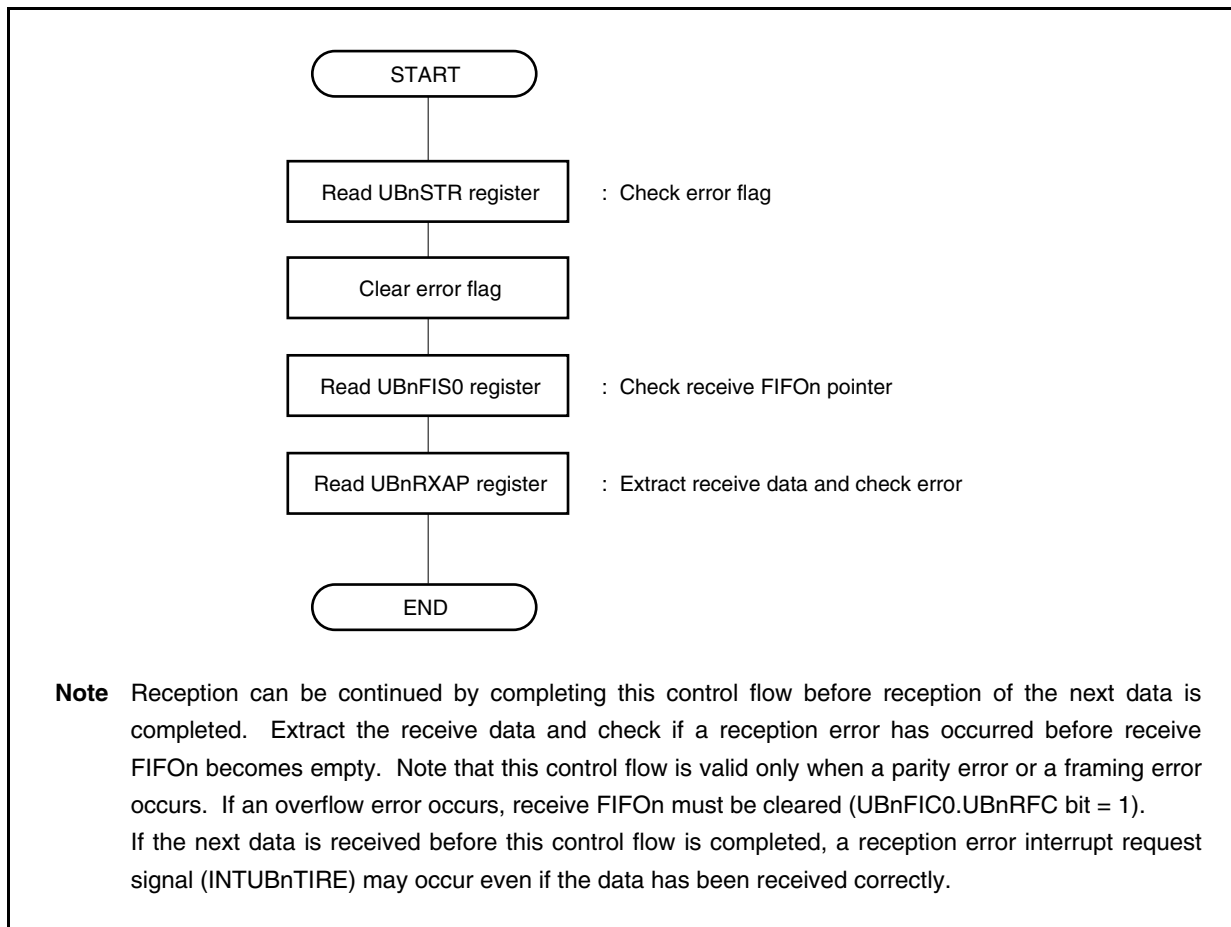 START
Read UBnSTR register : Check error flag
Clear error flag
Read UBnFIS0 register : Check receive FIFOn pointer
Read UBnRXAP register : Extract receive data and check error
END
Note Reception can be continued by completing this control flow before reception of the next data is
completed. Extract the receive data and check if a reception error has occurred before receive
FIFOn becomes empty. Note that this control flow is valid only when a parity error or a framing error
occurs. If an overflow error occurs, receive FIFOn must be cleared (UBnFIC0.UBnRFC bit = 1).
If the next data is received before this control flow is completed, a reception error interrupt request
signal (INTUBnTIRE) may occur even if the data has been received correctly.